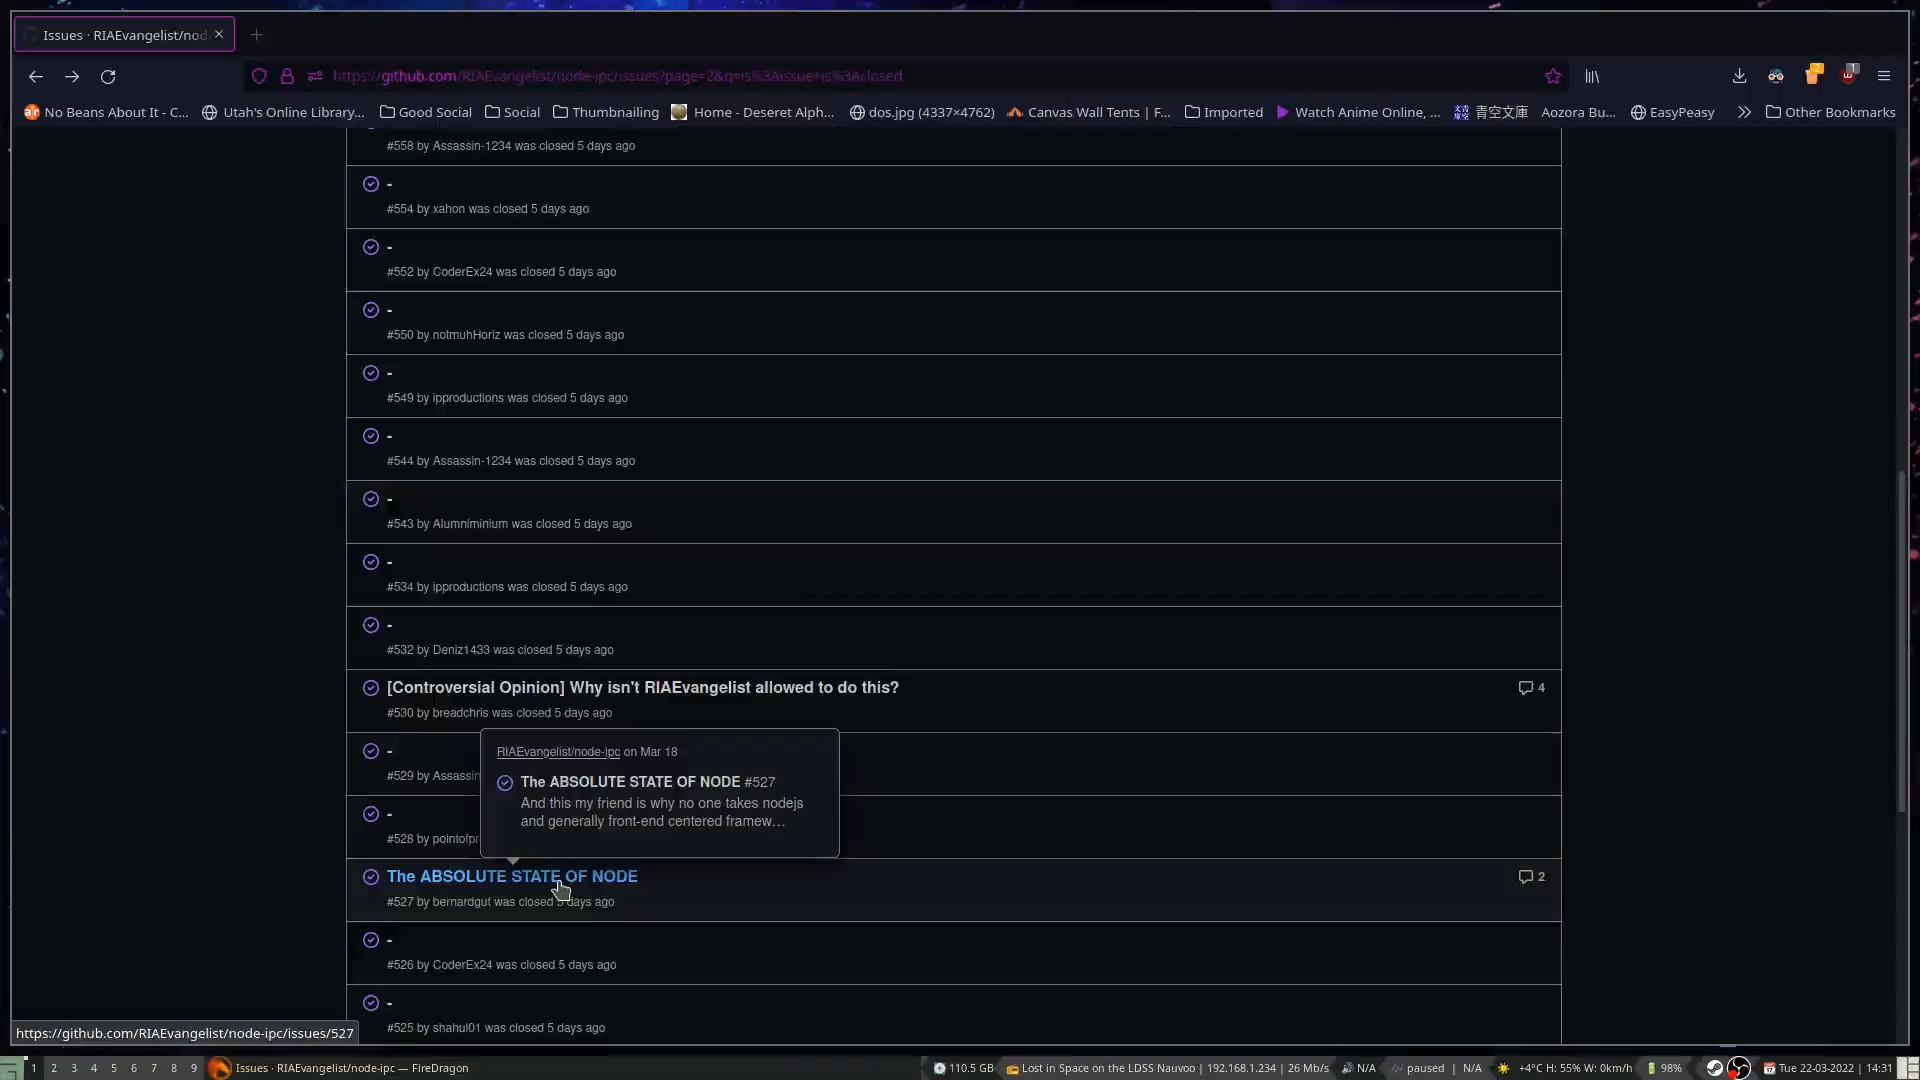 Issues · RIAEvangelist/nod
https://github.com/RIAEvangelist/node-ipc/issues?page=2&q=is%3Aissue+is%3Aclosed
2
1
No Beans About It - C...
Utah's Online Library...
Good Social
Social
Thumbnailing
Home - Deseret Alph...
dos.jpg (4337×4762)
Canvas Wall Tents | F...
Imported
Watch Anime Online, ...
青空文庫 Aozora Bu...
EasyPeasy
Other Bookmarks
#558 by Assassin-1234 was closed 5 days ago
-
#554 by xahon was closed 5 days ago
-
#552 by CoderEx24 was closed 5 days ago
-
#550 by notmuhHoriz was closed 5 days ago
-
#549 by ipproductions was closed 5 days ago
-
#544 by Assassin-1234 was closed 5 days ago
-
#543 by Alumniminium was closed 5 days ago
-
#534 by ipproductions was closed 5 days ago
-
#532 by Deniz1433 was closed 5 days ago
[Controversial Opinion] Why isn't RIAEvangelist allowed to do this?
4
#530 by breadchris was closed 5 days ago
-
#529 by Assassin
RIAEvangelist/node-ipc on Mar 18
The ABSOLUTE STATE OF NODE #527
And this my friend is why no one takes nodejs
and generally front-end centered framew...
-
#528 by pointofpr
The ABSOLUTE STATE OF NODE
2
#527 by bernardgut was closed 5 days ago
-
#526 by CoderEx24 was closed 5 days ago
-
#525 by shahul01 was closed 5 days ago
https://github.com/RIAEvangelist/node-ipc/issues/527
1 2 3 4 5 6 7 8 9
Issues · RIAEvangelist/node-ipc — FireDragon
110.5 GB
Lost in Space on the LDSS Nauvoo | 192.168.1.234 | 26 Mb/s
N/A
paused | N/A
+4°C H: 55% W: 0km/h
98%
Tue 22-03-2022 | 14:31